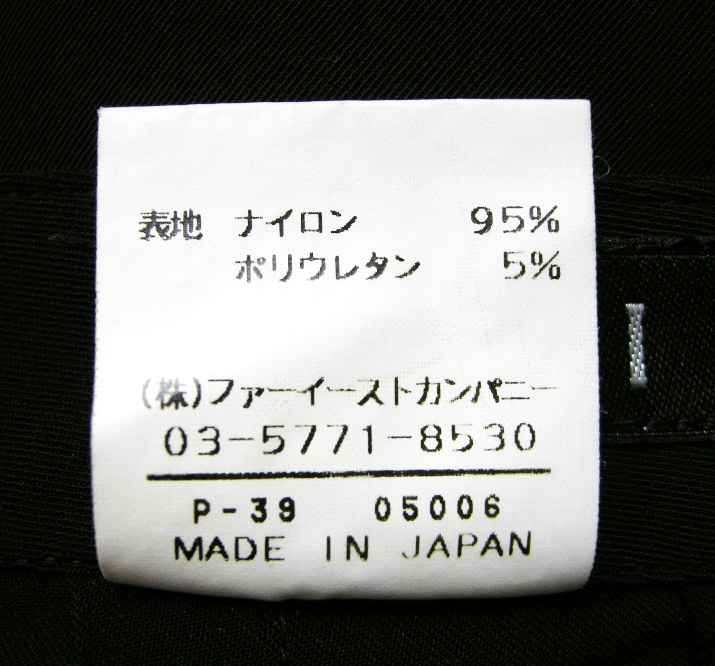 表地 ナイロン 95%
ポリウレタン 5%
(株)ファーイーストカンパニー
03-5771-8530
P-39 05006
MADE IN JAPAN